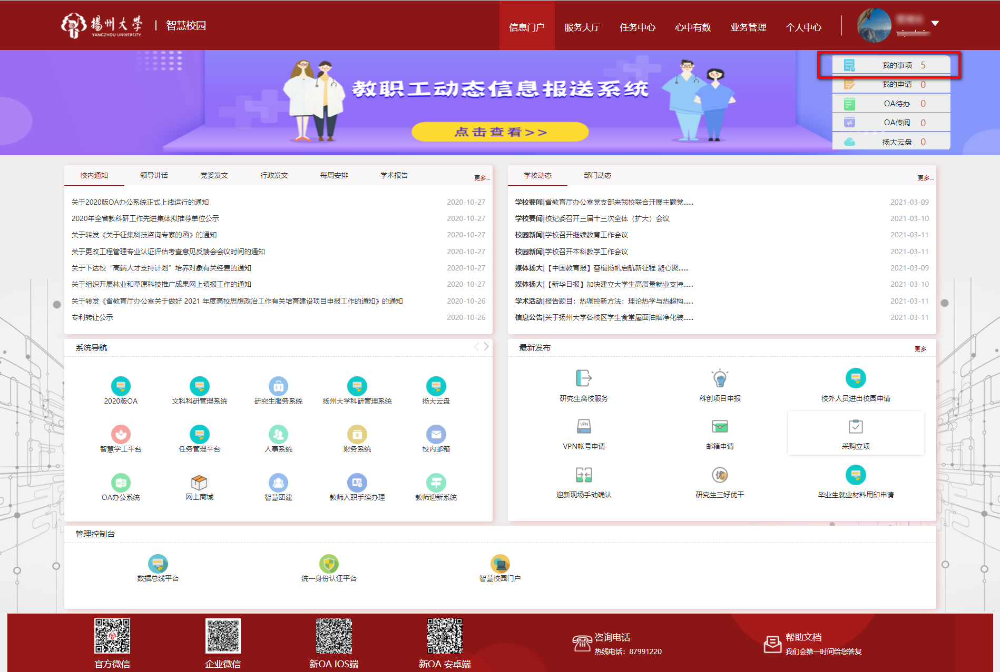 揚州大学
YANGZHOU UNIVERSITY
智慧校园
信息门户 服务大厅 任务中心 心中有数 业务管理 个人中心
教职工动态信息报送系统
点击查看>>
我的事项 5
我的申请 0
OA待办 0
OA传阅 0
扬大云盘 0
校内通知 领导讲话 党委发文 行政发文 每周安排 学术报告 更多...
关于2020版OA办公系统正式上线运行的通知 2020-10-27
2020年全省教科研工作先进集体拟推荐单位公示 2020-10-27
关于转发《关于征集科技咨询专家的函》的通知 2020-10-27
关于更改工程管理专业认证评估考查意见反馈会会议时间的通知 2020-10-27
关于下达校“高端人才支持计划”培养对象有关经费的通知 2020-10-27
关于组织开展林业和草原科技推广成果网上填报工作的通知 2020-10-27
关于转发《省教育厅办公室关于做好 2021 年度高校思想政治工作有关培育建设项目申报工作的通知》的通知 2020-10-26
专利转让公示 2020-10-26
学校动态 部门动态 更多...
学校要闻|省教育厅办公室党支部来我校联合开展主题党...... 2021-03-09
学校要闻|校纪委召开三届十三次全体（扩大）会议 2021-03-10
校园新闻|学校召开继续教育工作会议 2021-03-11
校园新闻|学校召开本科教学工作会议 2021-03-11
媒体扬大|【中国教育报】奋楫扬帆启航新征程 凝心聚...... 2021-03-09
媒体扬大|【新华日报】加快建立大学生高质量就业支持...... 2021-03-10
学术活动|报告题目：热调控新方法：理论热学与热超构...... 2021-03-11
信息公告|关于扬州大学各校区学生食堂屋面油烟净化装...... 2021-03-11
系统导航
2020版OA 文科科研管理系统 研究生服务系统 扬州大学科研管理系统 扬大云盘
智慧学工平台 任务管理平台 人事系统 财务系统 校内邮箱
OA办公系统 网上商城 智慧团建 教师入职手续办理 教师迎新系统
最新发布 更多
研究生离校服务 科创项目申报 校外人员进出校园申请
VPN
VPN帐号申请 邮箱申请 采购立项
优
迎新现场手动确认 研究生三好优干 毕业生就业材料用印申请
管理控制台
数据总线平台 统一身份认证平台 智慧校园门户
官方微信 企业微信 新OA IOS端 新OA 安卓端
咨询电话
热线电话：87991220
帮助文档
我们会第一时间给您答复